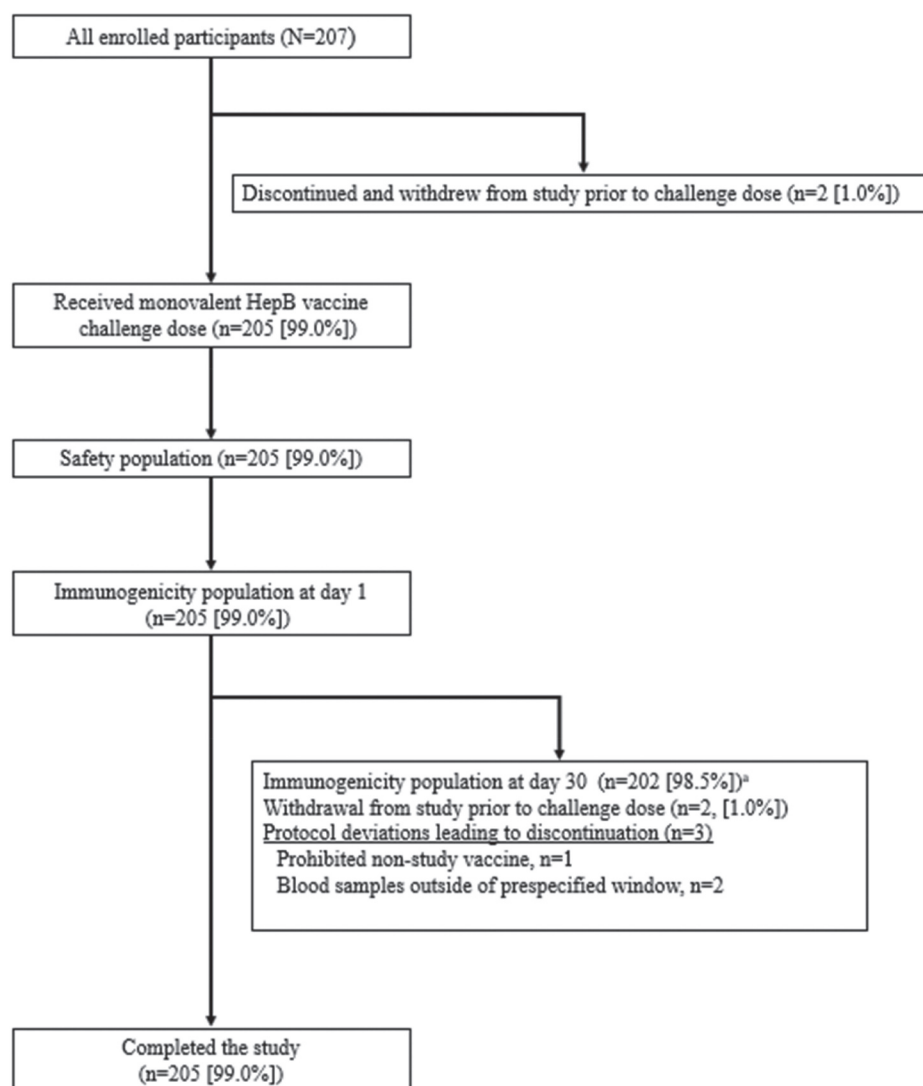 All enrolled participants (N=207)
Discontinued and withdrew from study prior to challenge dose (n=2 [1.0%])
Received monovalent HepB vaccine
challenge dose (n=205 [99.0%])
Safety population (n=205 [99.0%])
Immunogenicity population at day 1
(n=205 [99.0%])
Immunogenicity population at day 30 (n=202 [98.5%])ᵃ
Withdrawal from study prior to challenge dose (n=2, [1.0%])
Protocol deviations leading to discontinuation (n=3)
Prohibited non-study vaccine, n=1
Blood samples outside of prespecified window, n=2
Completed the study
(n=205 [99.0%])